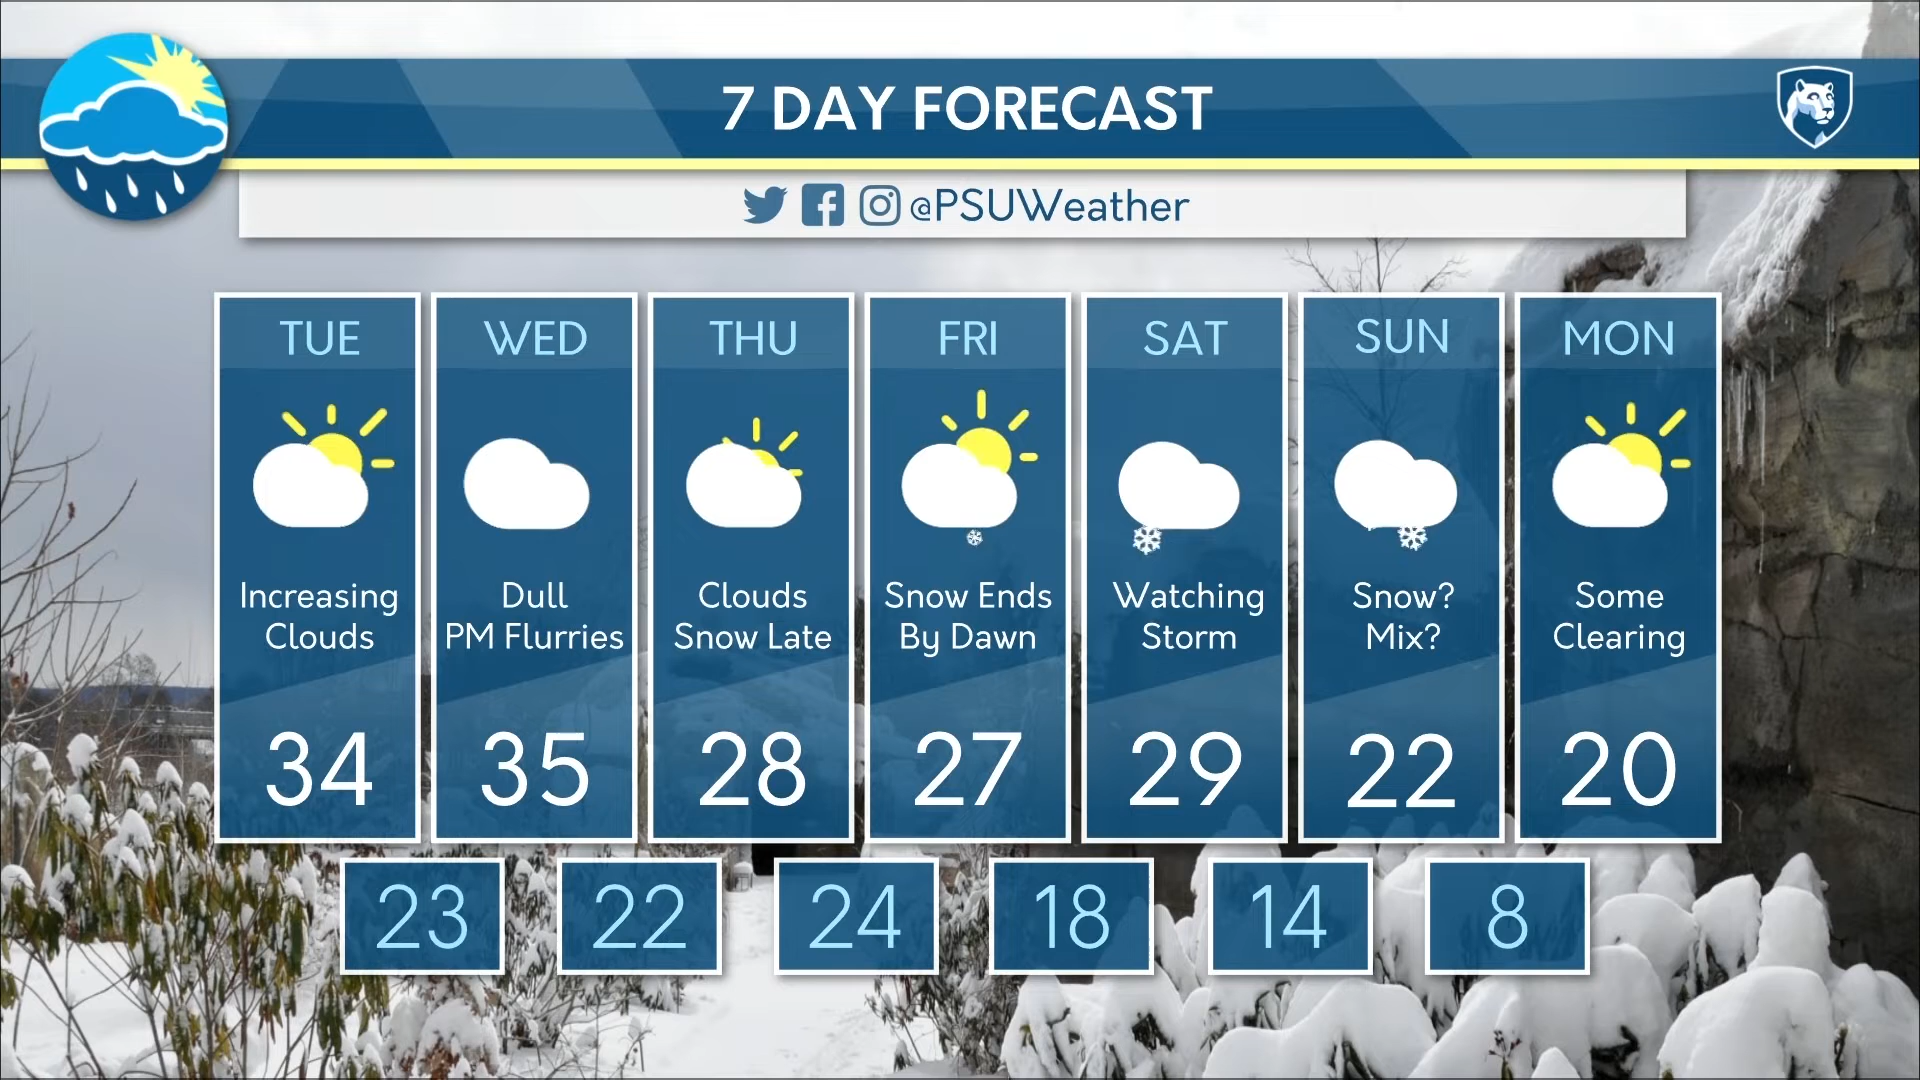 7 DAY FORECAST
@PSUWeather
TUE
Increasing
Clouds
34
WED
Dull
PM Flurries
35
THU
Clouds
Snow Late
28
FRI
Snow Ends
By Dawn
27
SAT
Watching
Storm
29
SUN
Snow?
Mix?
22
MON
Some
Clearing
20
23
22
24
18
14
8